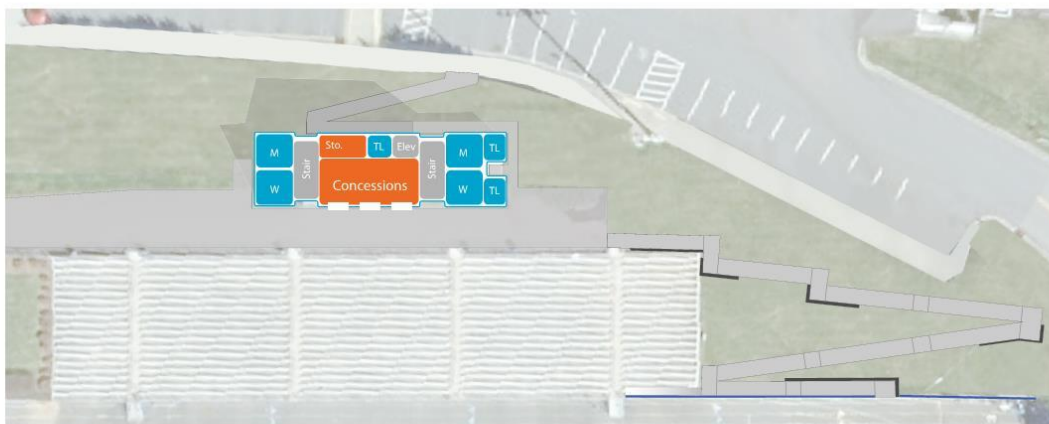 M
Stair
Sto.
TL
Elev
Stair
M
TL
W
Concessions
W
TL